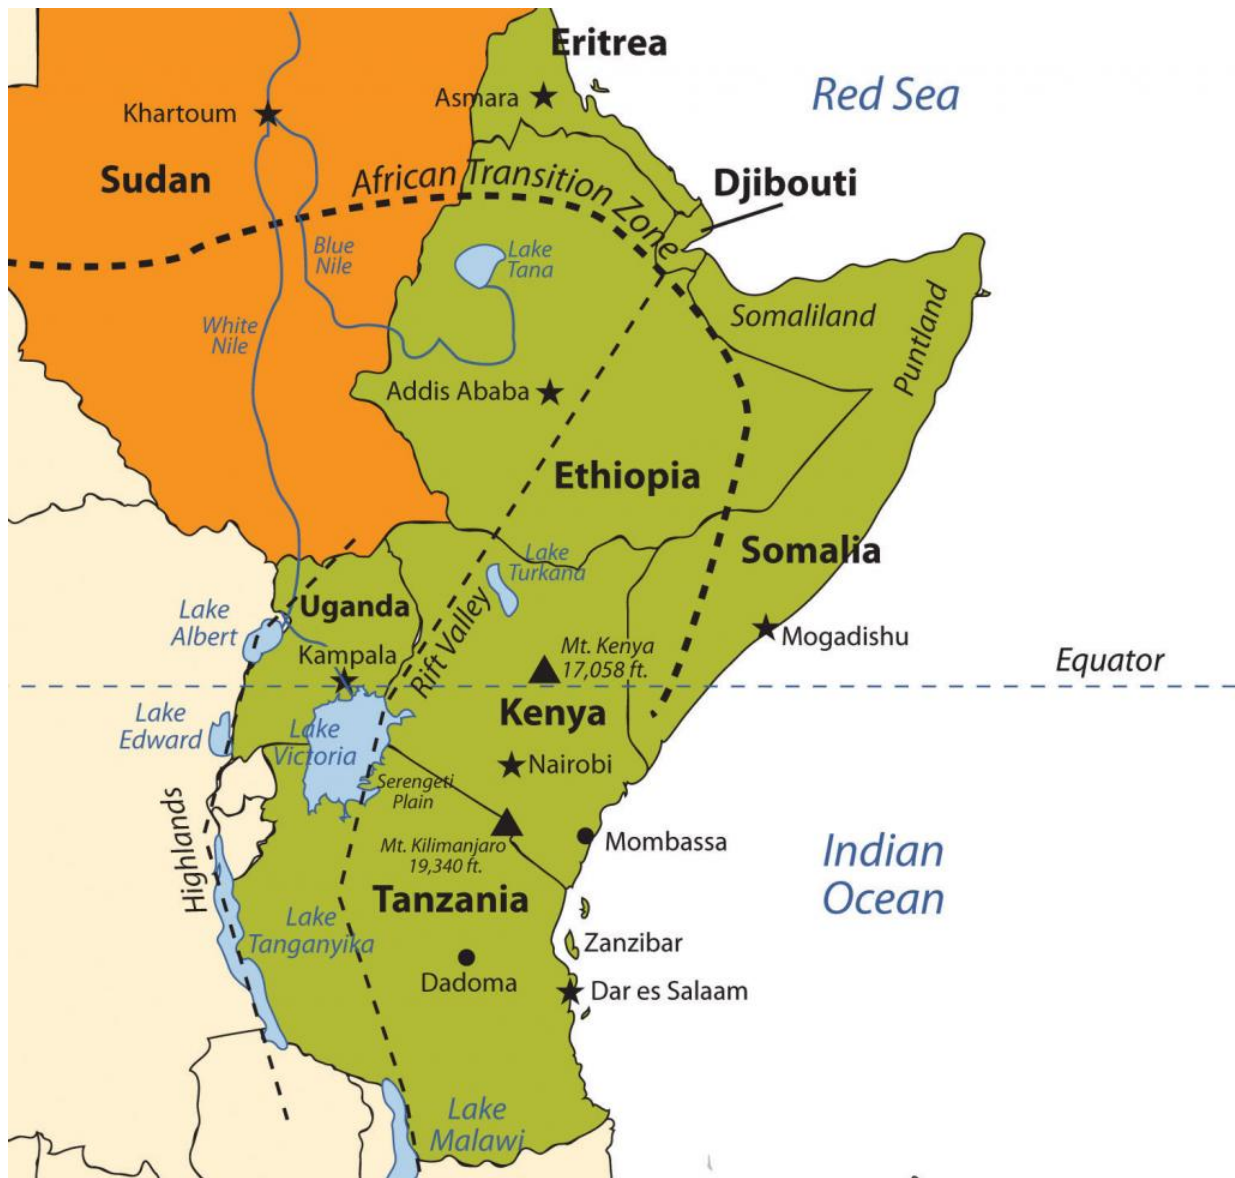 Eritrea
Asmara
Red Sea
Khartoum
Sudan
African Transition Zone
Djibouti
Blue
Nile
Lake
Tana
White
Nile
Somaliland
Puntland
Addis Ababa
Ethiopia
Somalia
Lake
Turkana
Uganda
Lake
Albert
Kampala
Rift Valley
Mt. Kenya
17,058 ft.
Mogadishu
Equator
Lake
Edward
Lake
Victoria
Kenya
Nairobi
Serengeti
Plain
Highlands
Mt. Kilimanjaro
19,340 ft.
Mombassa
Indian
Ocean
Tanzania
Lake
Tanganyika
Zanzibar
Dadoma
Dar es Salaam
Lake
Malawi